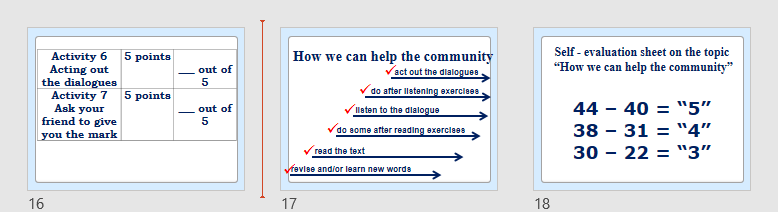 Activity 6
Acting out
the dialogues
5 points
___ out of
5
Activity 7
Ask your
friend to give
you the mark
5 points
___ out of
5
16
How we can help the community
act out the dialogues
do after listening exercises
listen to the dialogue
do some after reading exercises
read the text
revise and/or learn new words
17
Self - evaluation sheet on the topic
“How we can help the community”
44 – 40 = “5”
38 – 31 = “4”
30 – 22 = “3”
18